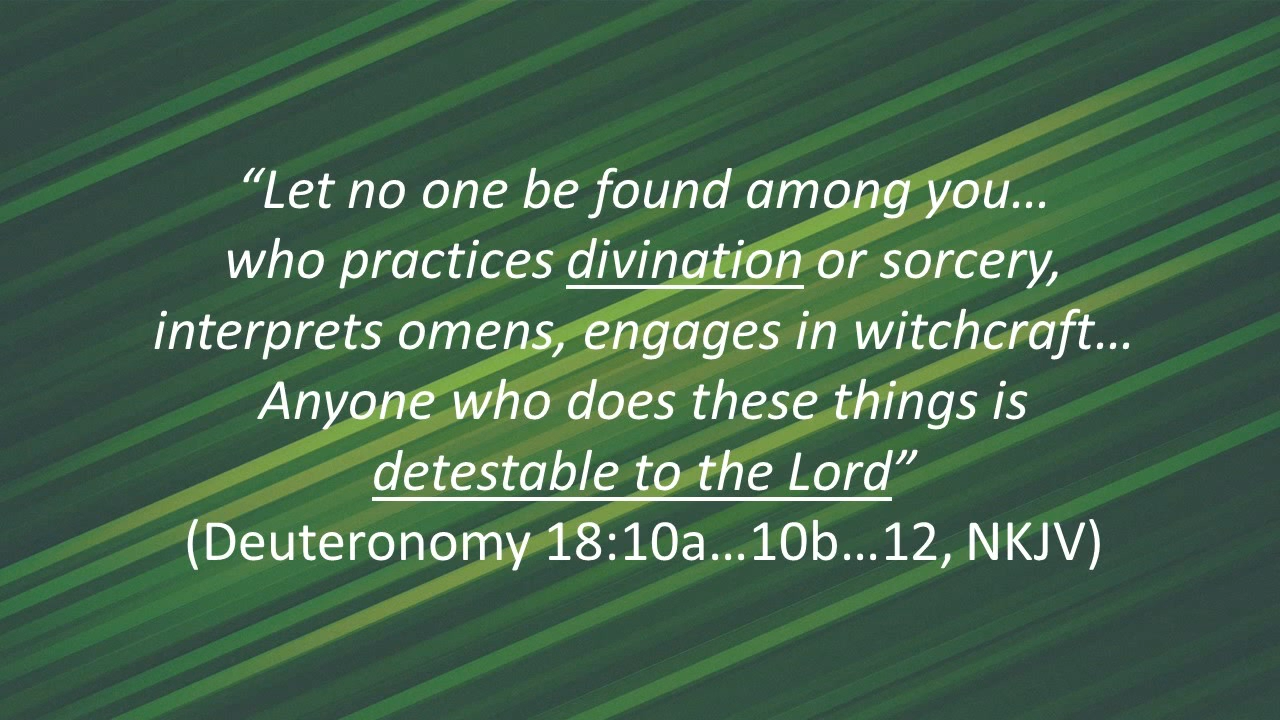 “Let no one be found among you…
who practices divination or sorcery,
interprets omens, engages in witchcraft…
Anyone who does these things is
detestable to the Lord”
(Deuteronomy 18:10a…10b…12, NKJV)